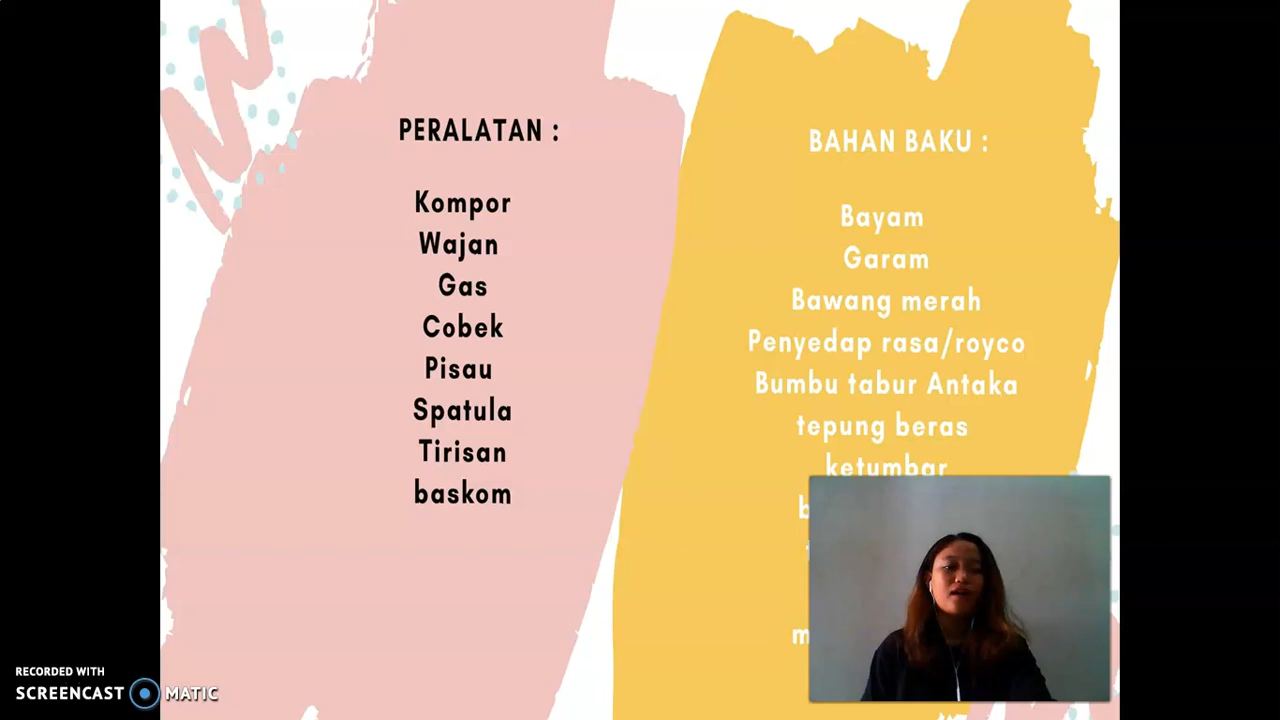 PERALATAN :
Kompor
Wajan
Gas
Cobek
Pisau
Spatula
Tirisan
baskom
BAHAN BAKU :
Bayam
Garam
Bawang merah
Penyedap rasa/royco
Bumbu tabur Antaka
tepung beras
ketumbar
RECORDED WITH
SCREENCAST MATIC